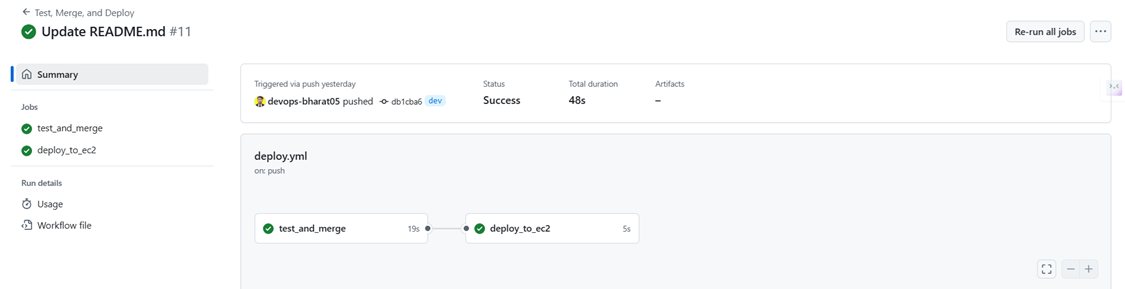 Test, Merge, and Deploy
Update README.md #11
Re-run all jobs
Summary
Jobs
test_and_merge
deploy_to_ec2
Run details
Usage
Workflow file
Triggered via push yesterday
devops-bharat05 pushed db1cba6 dev
Status
Success
Total duration
48s
Artifacts
–
deploy.yml
on: push
test_and_merge 19s
deploy_to_ec2 5s